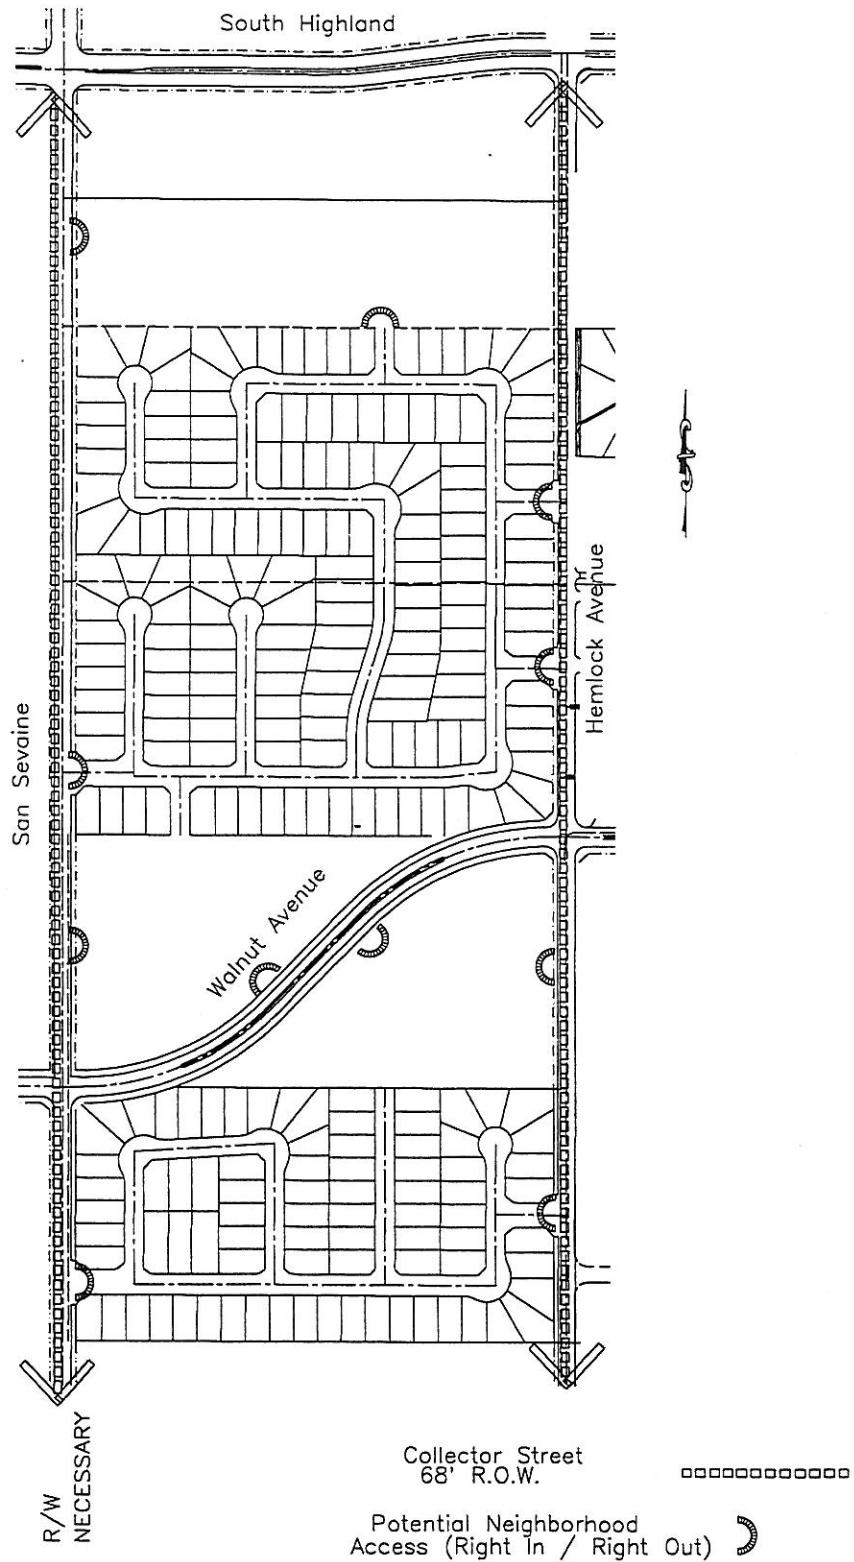 South Highland
San Sevaine
Hemlock Avenue
Walnut Avenue
R/W
NECESSARY
Collector Street
68' R.O.W.
Potential Neighborhood
Access (Right In / Right Out)